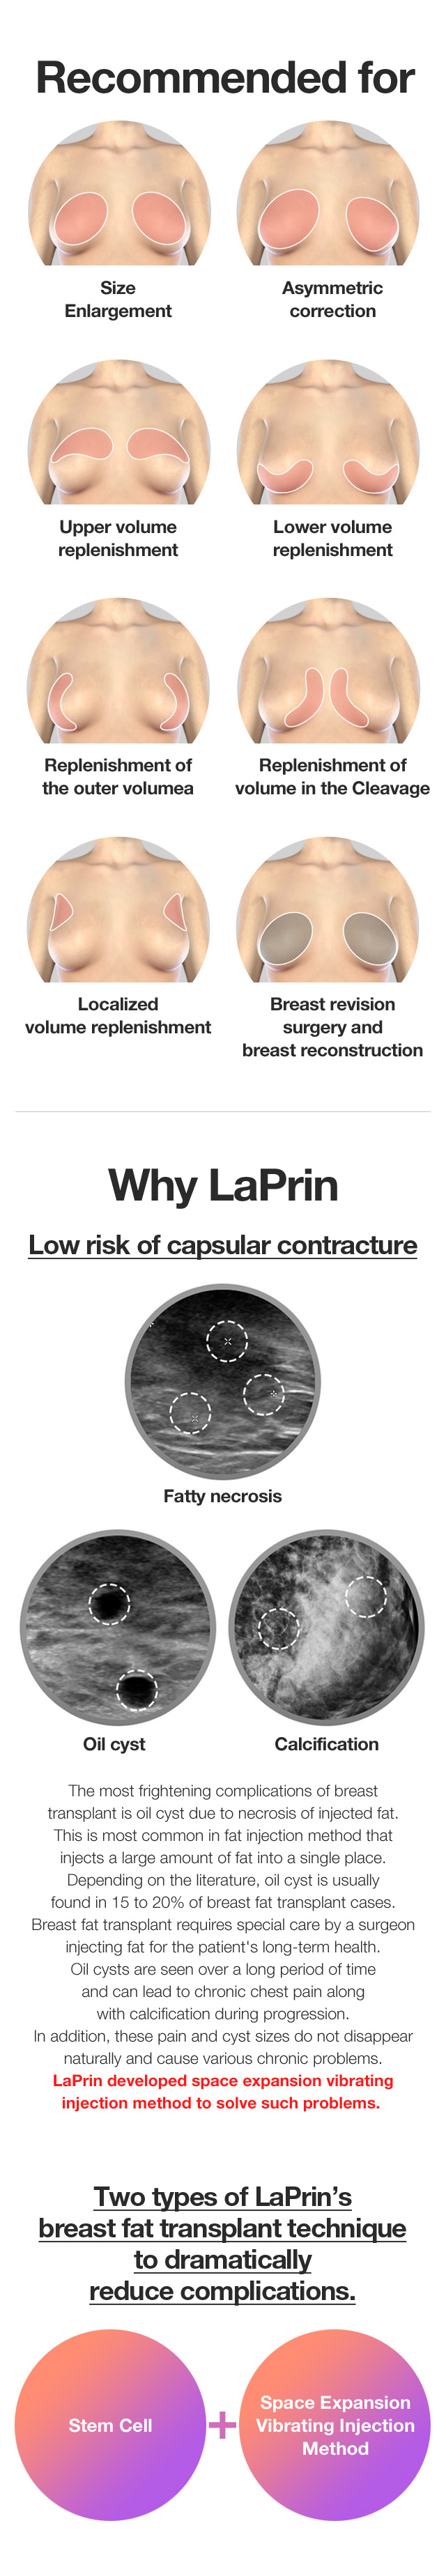 Recommended for
Size
Enlargement
Asymmetric
correction
Upper volume
replenishment
Lower volume
replenishment
Replenishment of
the outer volumea
Replenishment of
volume in the Cleavage
Localized
volume replenishment
Breast revision
surgery and
breast reconstruction
Why LaPrin
Low risk of capsular contracture
Fatty necrosis
Oil cyst
Calcification
The most frightening complications of breast
transplant is oil cyst due to necrosis of injected fat.
This is most common in fat injection method that
injects a large amount of fat into a single place.
Depending on the literature, oil cyst is usually
found in 15 to 20% of breast fat transplant cases.
Breast fat transplant requires special care by a surgeon
injecting fat for the patient's long-term health.
Oil cysts are seen over a long period of time
and can lead to chronic chest pain along
with calcification during progression.
In addition, these pain and cyst sizes do not disappear
naturally and cause various chronic problems.
LaPrin developed space expansion vibrating
injection method to solve such problems.
Two types of LaPrin’s
breast fat transplant technique
to dramatically
reduce complications.
Stem Cell
+
Space Expansion
Vibrating Injection
Method